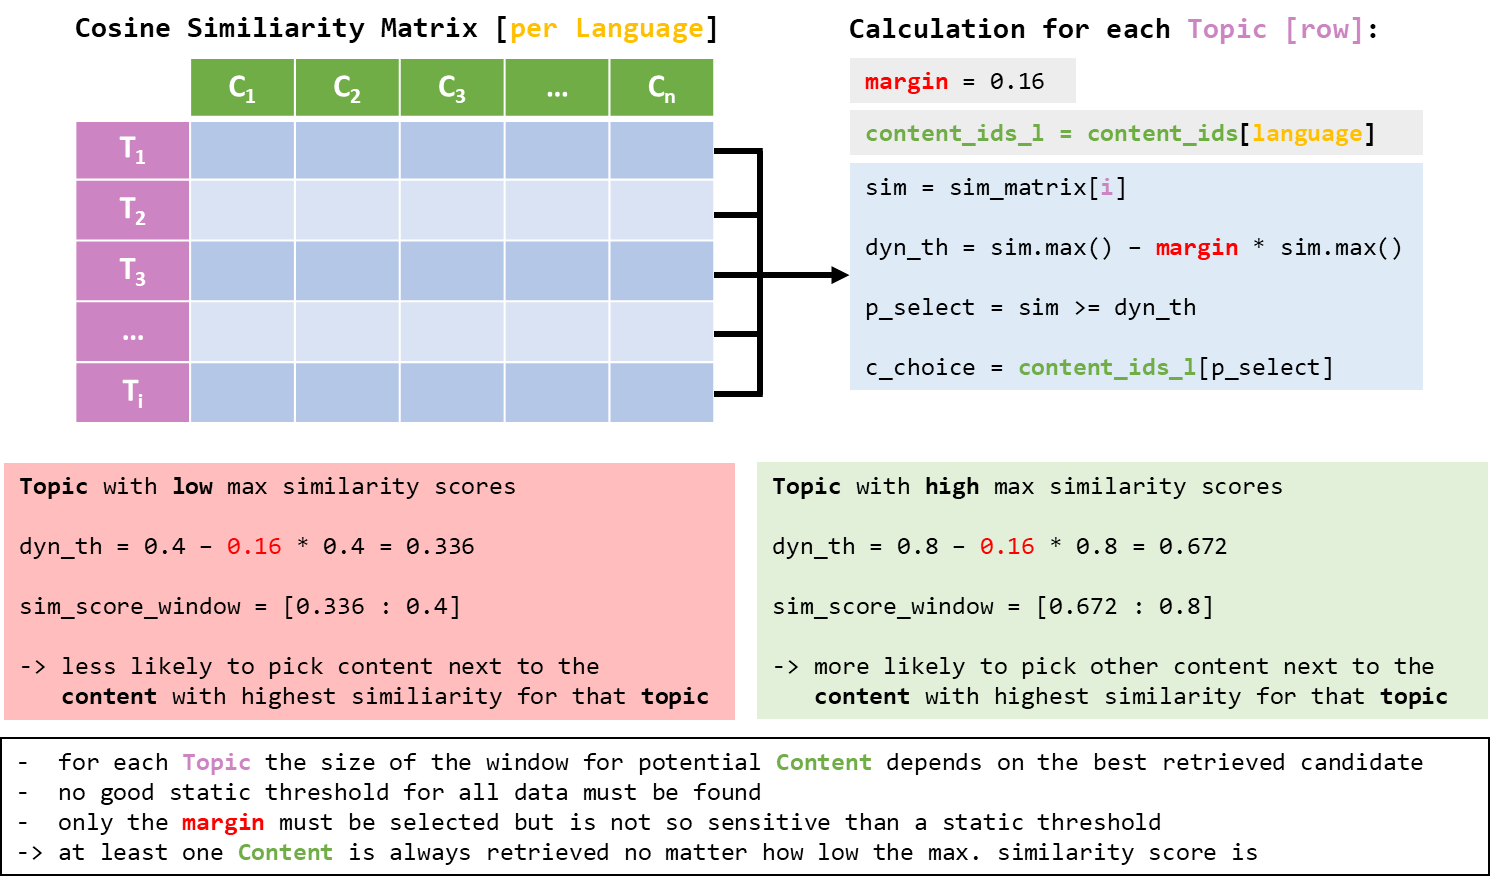 Cosine Similiarity Matrix [per Language]
C1 C2 C3 ... Cn
T1
T2
T3
...
Ti
Calculation for each Topic [row]:
margin = 0.16
content_ids_l = content_ids[language]
sim = sim_matrix[i]
dyn_th = sim.max() – margin * sim.max()
p_select = sim >= dyn_th
c_choice = content_ids_l[p_select]
Topic with low max similarity scores
dyn_th = 0.4 – 0.16 * 0.4 = 0.336
sim_score_window = [0.336 : 0.4]
-> less likely to pick content next to the
content with highest similiarity for that topic
Topic with high max similarity scores
dyn_th = 0.8 – 0.16 * 0.8 = 0.672
sim_score_window = [0.672 : 0.8]
-> more likely to pick other content next to the
content with highest similarity for that topic
- for each Topic the size of the window for potential Content depends on the best retrieved candidate
- no good static threshold for all data must be found
- only the margin must be selected but is not so sensitive than a static threshold
-> at least one Content is always retrieved no matter how low the max. similarity score is